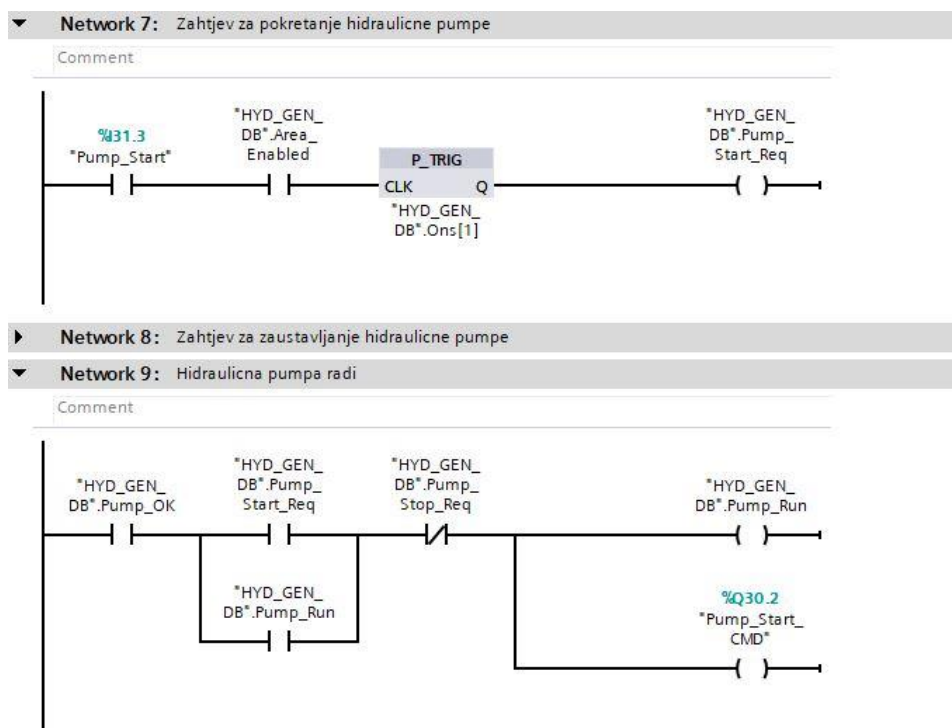 Network 7: Zahtjev za pokretanje hidraulicne pumpe
Comment
%I31.3
"Pump_Start"
"HYD_GEN_
DB".Area_
Enabled
P_TRIG
CLK Q
"HYD_GEN_
DB".Ons[1]
"HYD_GEN_
DB".Pump_
Start_Req
Network 8: Zahtjev za zaustavljanje hidraulicne pumpe
Network 9: Hidraulicna pumpa radi
Comment
"HYD_GEN_
DB".Pump_OK
"HYD_GEN_
DB".Pump_
Start_Req
"HYD_GEN_
DB".Pump_Run
"HYD_GEN_
DB".Pump_
Stop_Req
"HYD_GEN_
DB".Pump_Run
%Q30.2
"Pump_Start_
CMD"